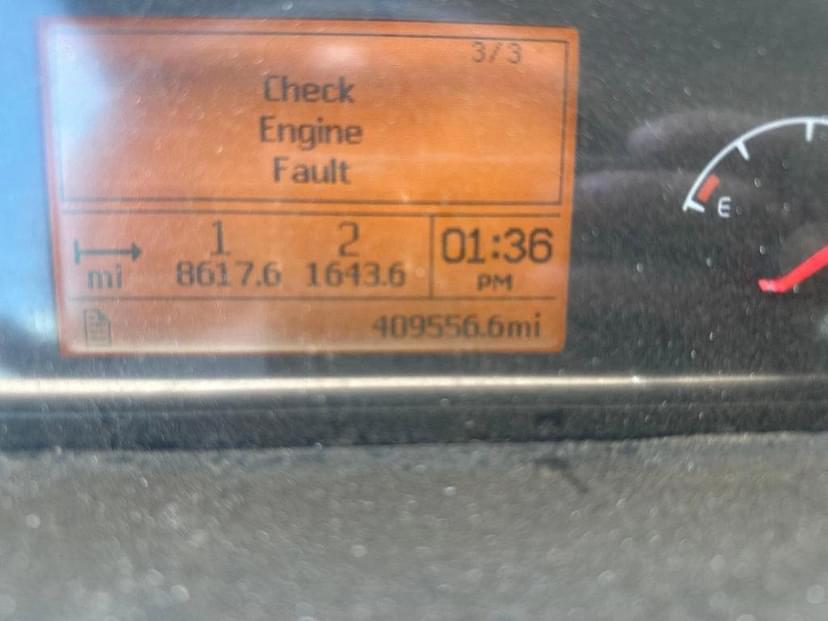 3/3
Check
Engine
Fault
1 2
mi 8617.6 1643.6
01:36
PM
409556.6mi
E